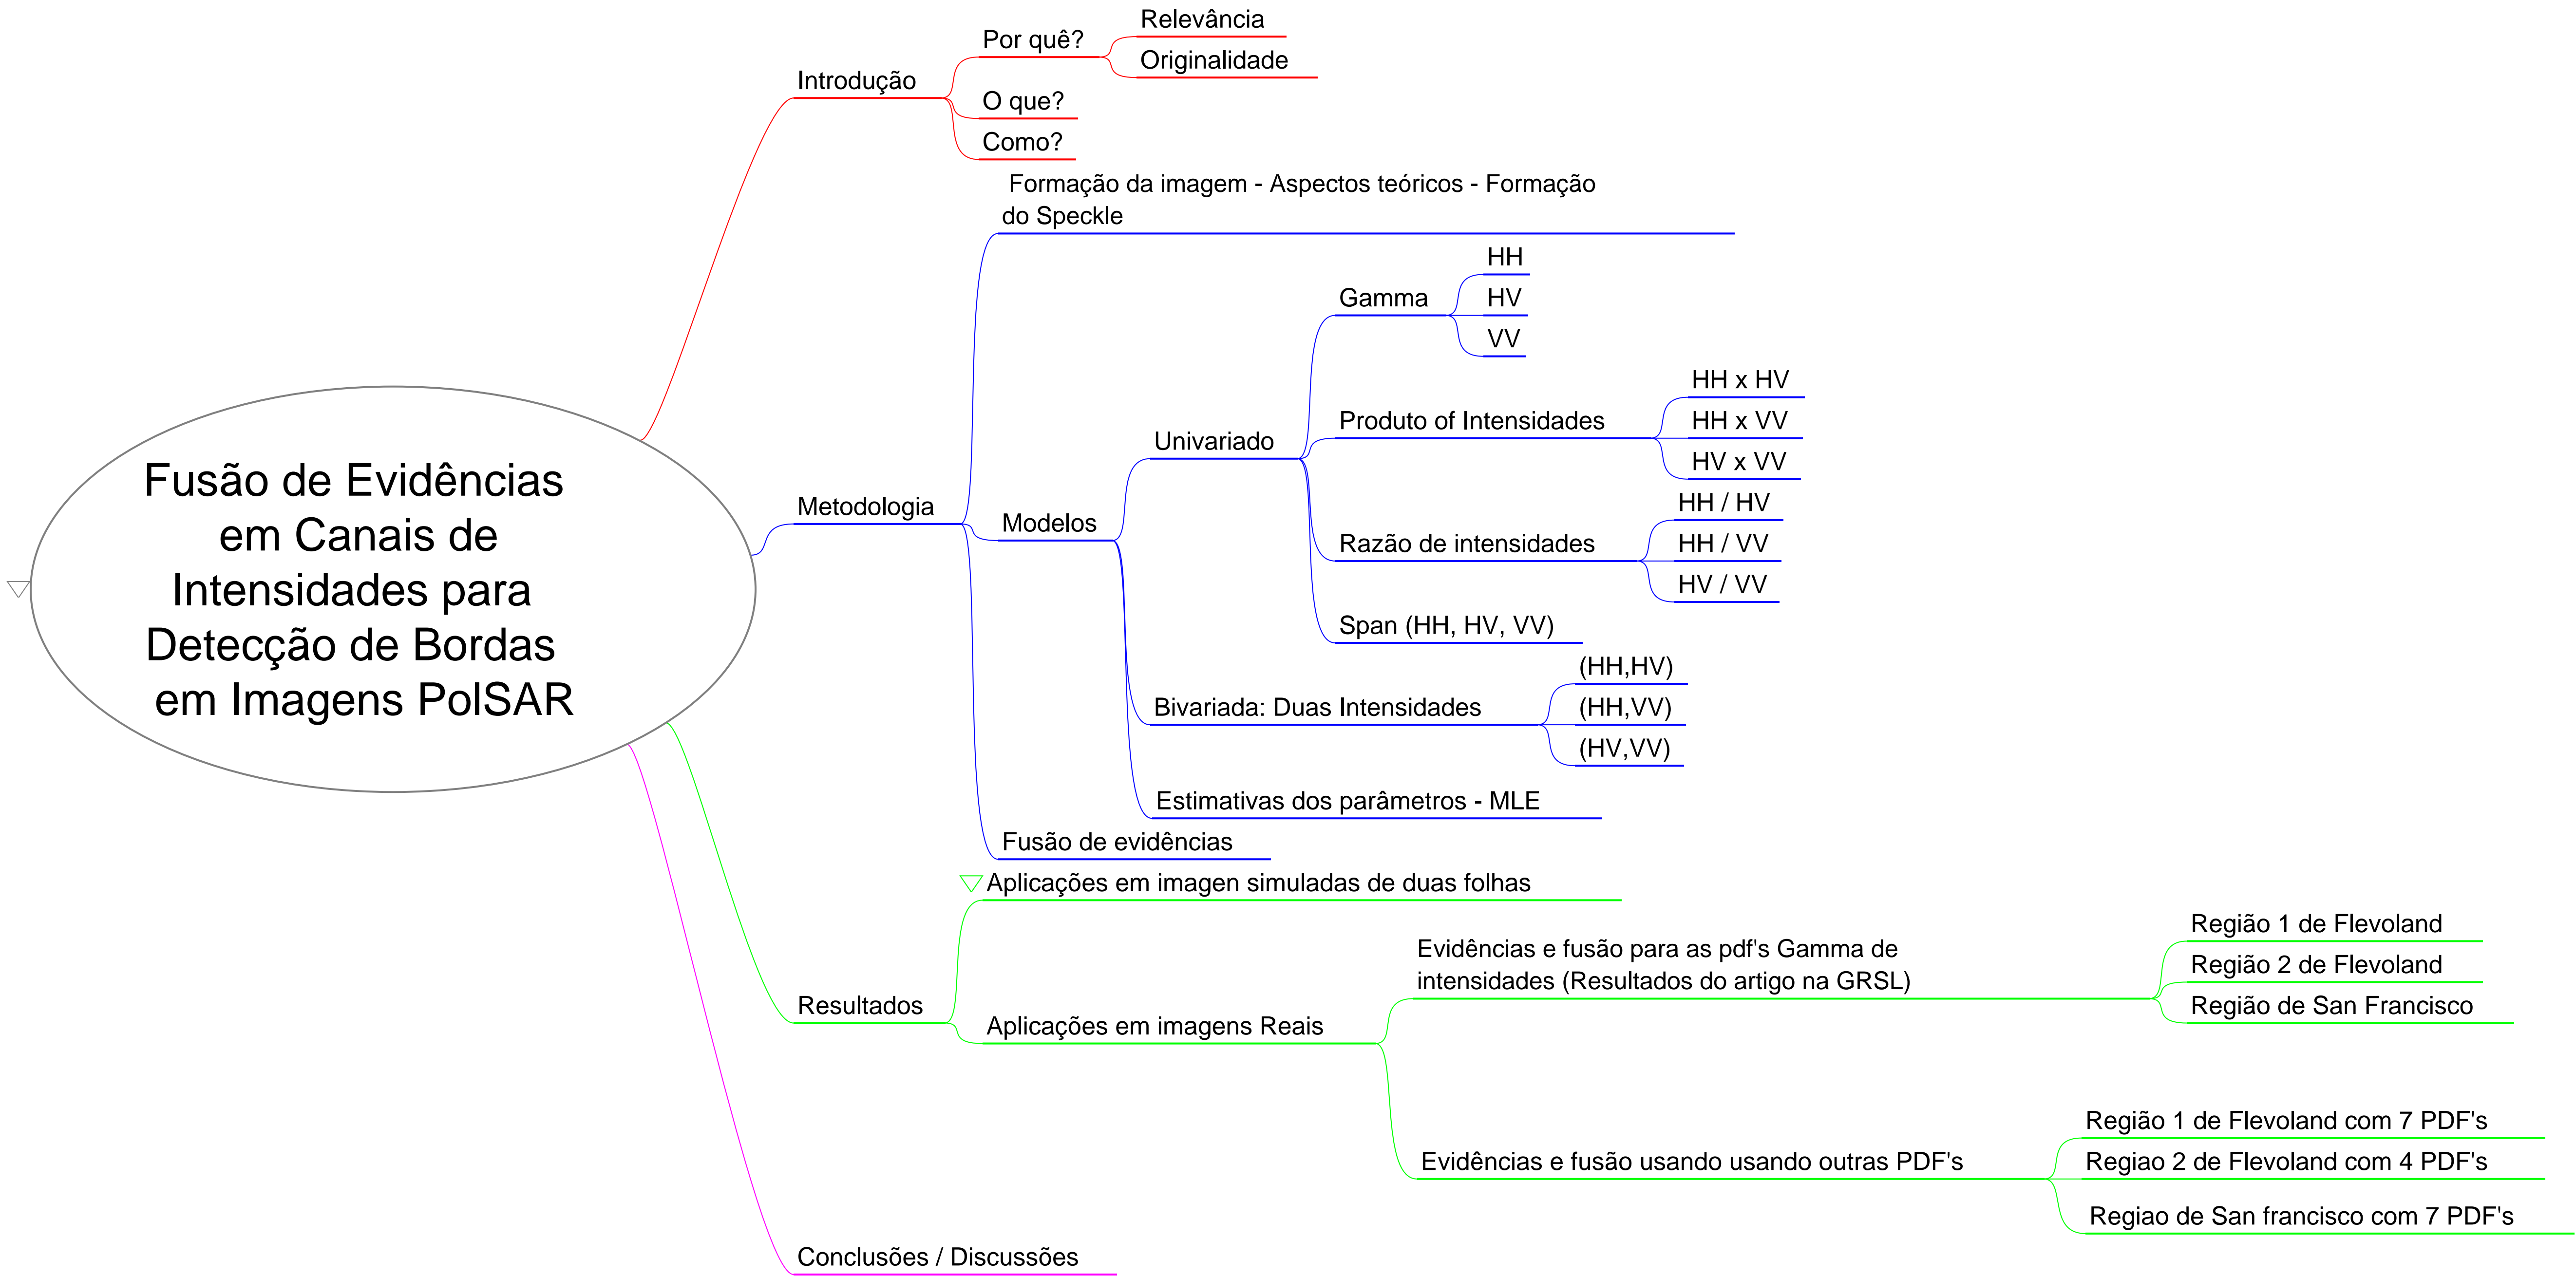 Fusão de Evidências
em Canais de
Intensidades para
Detecção de Bordas
em Imagens PolSAR
Introdução
Por quê?
Relevância
Originalidade
O que?
Como?
Metodologia
Formação da imagem - Aspectos teóricos - Formação
do Speckle
Modelos
Univariado
Gamma
HH
HV
VV
Produto of Intensidades
HH x HV
HH x VV
HV x VV
Razão de intensidades
HH / HV
HH / VV
HV / VV
Span (HH, HV, VV)
Bivariada: Duas Intensidades
(HH,HV)
(HH,VV)
(HV,VV)
Estimativas dos parâmetros - MLE
Fusão de evidências
Resultados
Aplicações em imagen simuladas de duas folhas
Aplicações em imagens Reais
Evidências e fusão para as pdf's Gamma de
intensidades (Resultados do artigo na GRSL)
Região 1 de Flevoland
Região 2 de Flevoland
Região de San Francisco
Evidências e fusão usando usando outras PDF's
Região 1 de Flevoland com 7 PDF's
Regiao 2 de Flevoland com 4 PDF's
Regiao de San francisco com 7 PDF's
Conclusões / Discussões